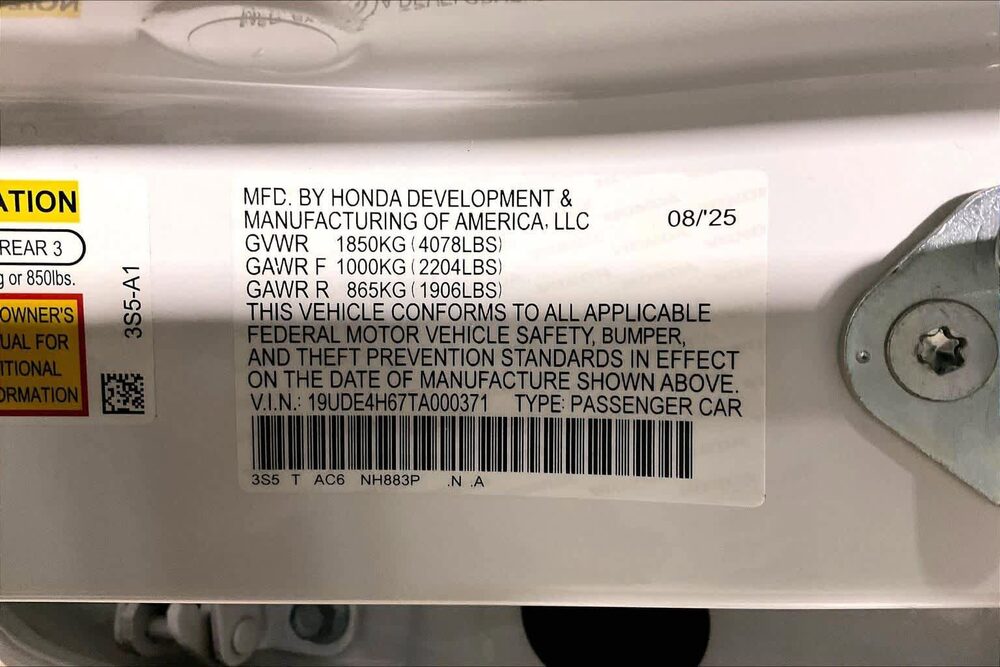 ATION
REAR 3
g or 850lbs.
OWNER'S
UAL FOR
ITIONAL
ORMATION
3S5-A1
MFD. BY HONDA DEVELOPMENT &
MANUFACTURING OF AMERICA, LLC 08/'25
GVWR 1850KG (4078LBS)
GAWR F 1000KG (2204LBS)
GAWR R 865KG (1906LBS)
THIS VEHICLE CONFORMS TO ALL APPLICABLE
FEDERAL MOTOR VEHICLE SAFETY, BUMPER,
AND THEFT PREVENTION STANDARDS IN EFFECT
ON THE DATE OF MANUFACTURE SHOWN ABOVE.
V.I.N.: 19UDE4H67TA000371 TYPE: PASSENGER CAR
3S5 T AC6 NH883P .N .A